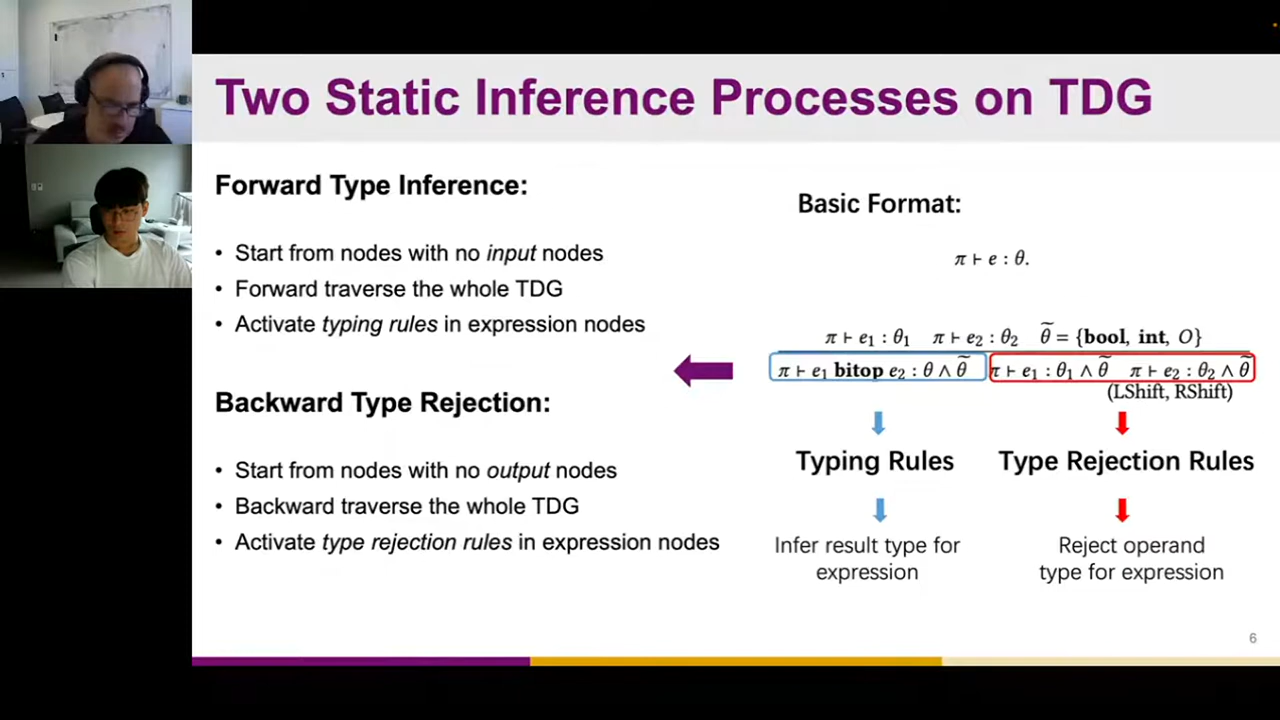 Two Static Inference Processes on TDG
Forward Type Inference:
• Start from nodes with no input nodes
• Forward traverse the whole TDG
• Activate typing rules in expression nodes
Backward Type Rejection:
• Start from nodes with no output nodes
• Backward traverse the whole TDG
• Activate type rejection rules in expression nodes
Basic Format:
π ⊢ e : θ.
π ⊢ e₁ : θ₁ π ⊢ e₂ : θ₂ θ̃ = {bool, int, O}
π ⊢ e₁ bitop e₂ : θ ∧ θ̃ π ⊢ e₁ : θ₁ ∧ θ̃ π ⊢ e₂ : θ₂ ∧ θ̃
(LShift, RShift)
Typing Rules
Type Rejection Rules
Infer result type for
expression
Reject operand
type for expression
6